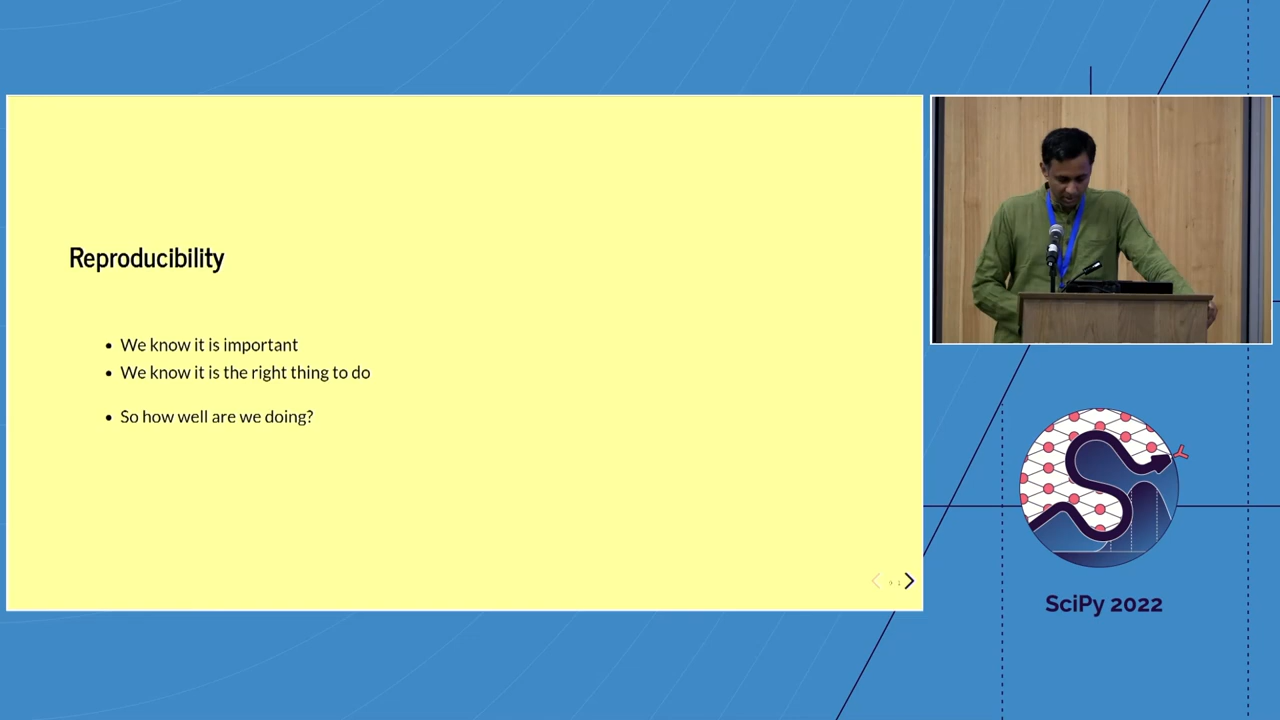 Reproducibility
We know it is important
We know it is the right thing to do
So how well are we doing?
SciPy 2022